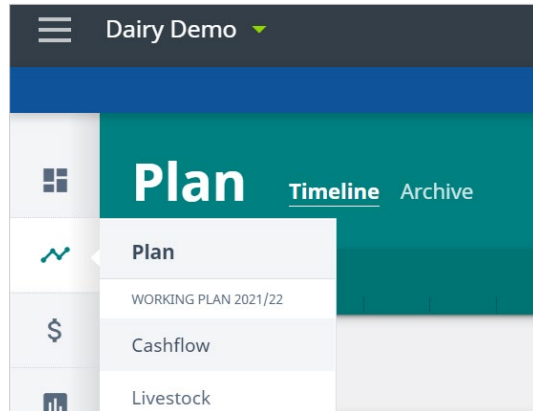 Dairy Demo
Plan Timeline Archive
Plan
WORKING PLAN 2021/22
$
Cashflow
Livestock